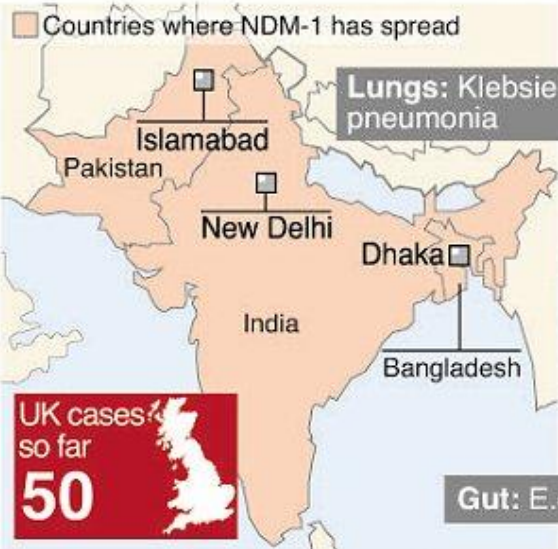 Countries where NDM-1 has spread
Lungs: Klebsie
pneumonia
Islamabad
Pakistan
New Delhi
Dhaka
India
Bangladesh
UK cases
so far
50
Gut: E.